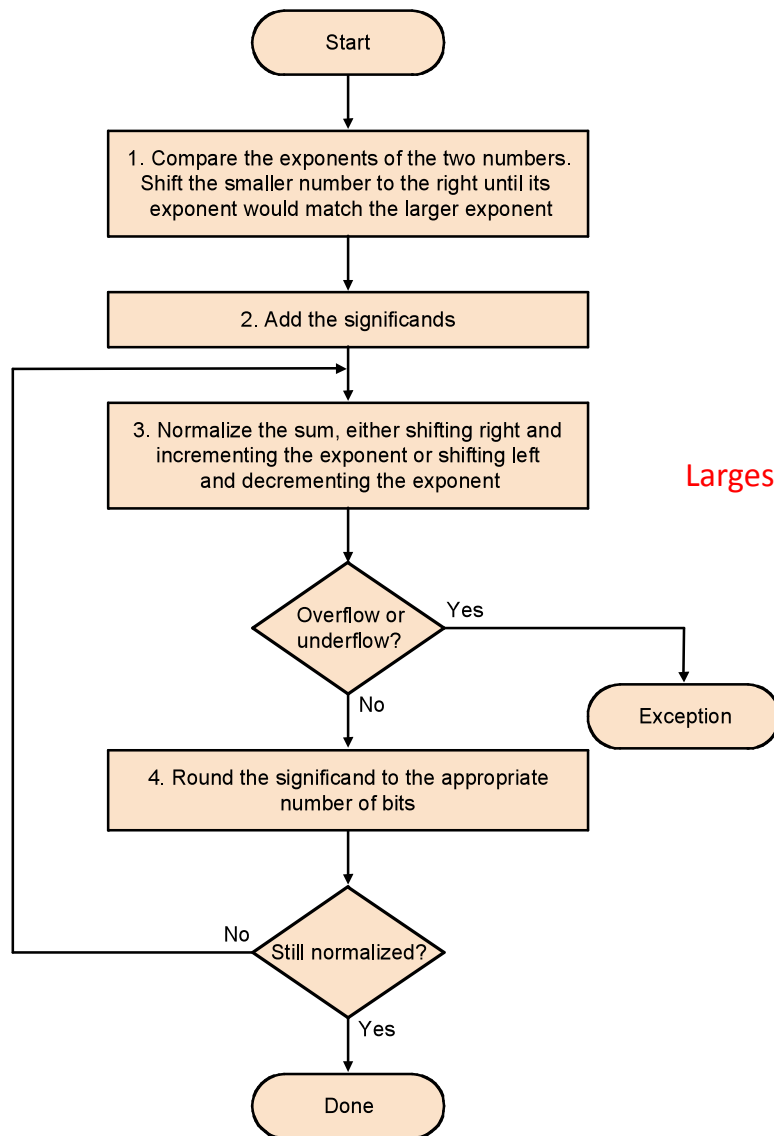 Start
1. Compare the exponents of the two numbers.
Shift the smaller number to the right until its
exponent would match the larger exponent
2. Add the significands
3. Normalize the sum, either shifting right and
incrementing the exponent or shifting left
and decrementing the exponent
Larges
Overflow or
underflow?
Yes
No
Exception
4. Round the significand to the appropriate
number of bits
No
Still normalized?
Yes
Done